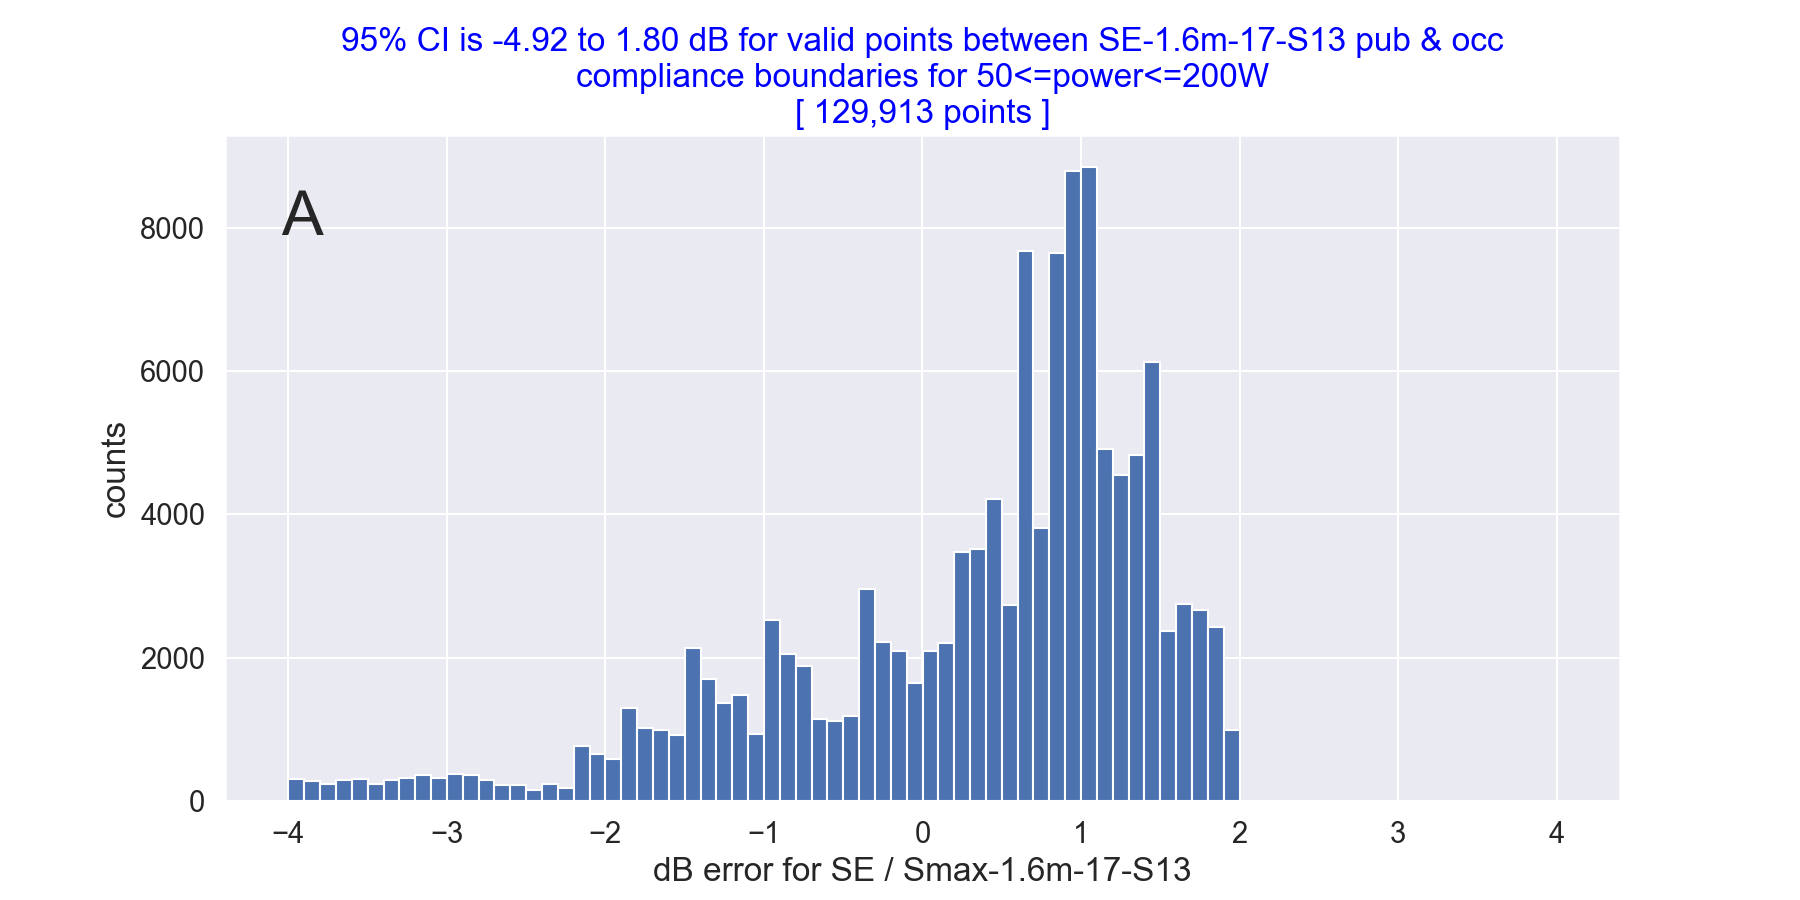 95% CI is -4.92 to 1.80 dB for valid points between SE-1.6m-17-S13 pub & occ
compliance boundaries for 50<=power<=200W
[ 129,913 points ]
A
8000
6000
4000
2000
0
counts
−4 −3 −2 −1 0 1 2 3 4
dB error for SE / Smax-1.6m-17-S13